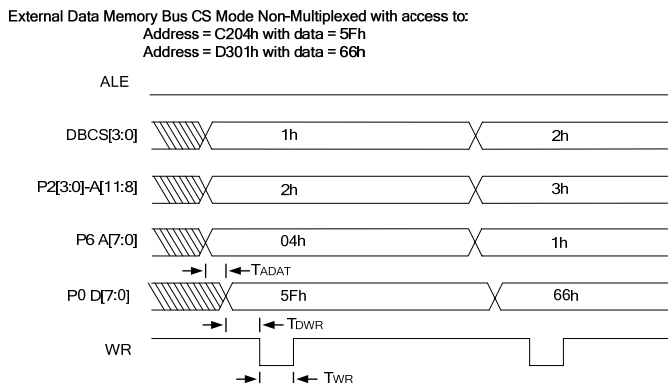 External Data Memory Bus CS Mode Non-Multiplexed with access to:
Address = C204h with data = 5Fh
Address = D301h with data = 66h
ALE
DBCS[3:0] 1h 2h
P2[3:0]-A[11:8] 2h 3h
P6 A[7:0] 04h 1h
TADAT
P0 D[7:0] 5Fh 66h
TDWR
WR
TWR